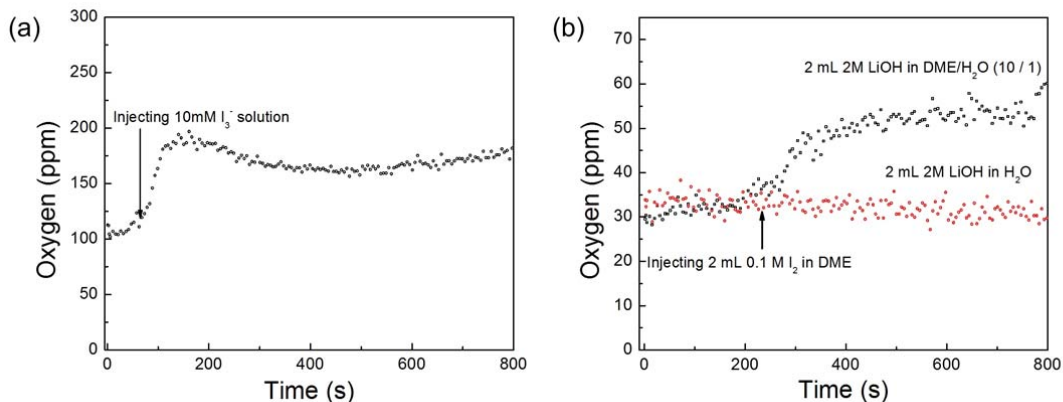 (a)
300
250
200
150
100
50
0
Oxygen (ppm)
Injecting 10mM I₃⁻ solution
0 200 400 600 800
Time (s)
(b)
70
60
50
40
30
20
10
0
Oxygen (ppm)
2 mL 2M LiOH in DME/H₂O (10 / 1)
2 mL 2M LiOH in H₂O
Injecting 2 mL 0.1 M I₂ in DME
0 200 400 600 800
Time (s)